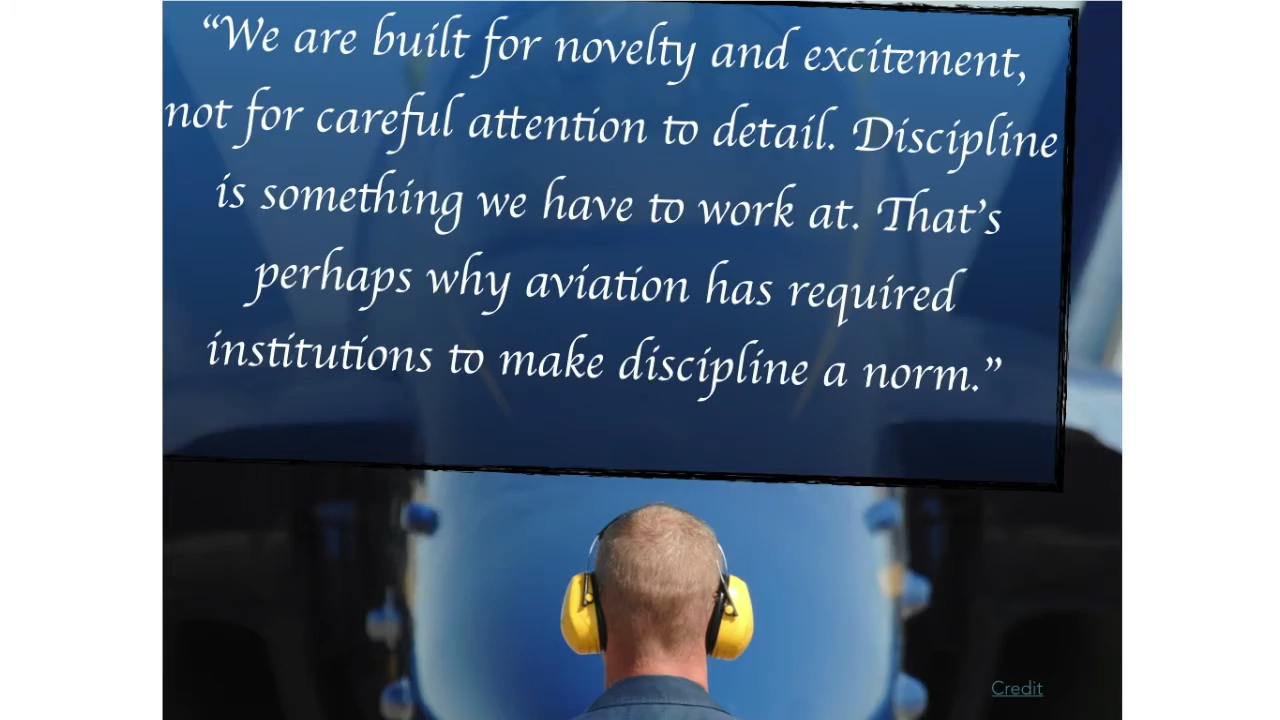 “We are built for novelty and excitement,
not for careful attention to detail. Discipline
is something we have to work at. That’s
perhaps why aviation has required
institutions to make discipline a norm.”
Credit